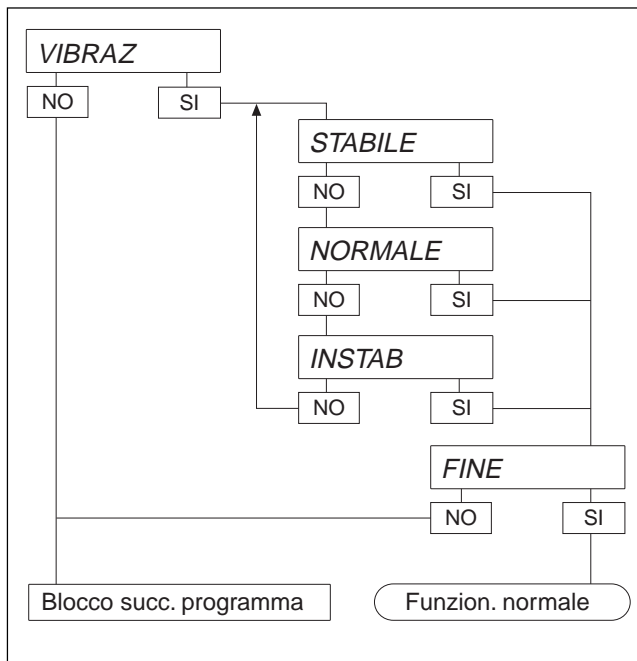 VIBRAZ
NO SI
STABILE
NO SI
NORMALE
NO SI
INSTAB
NO SI
FINE
NO SI
Blocco succ. programma Funzion. normale